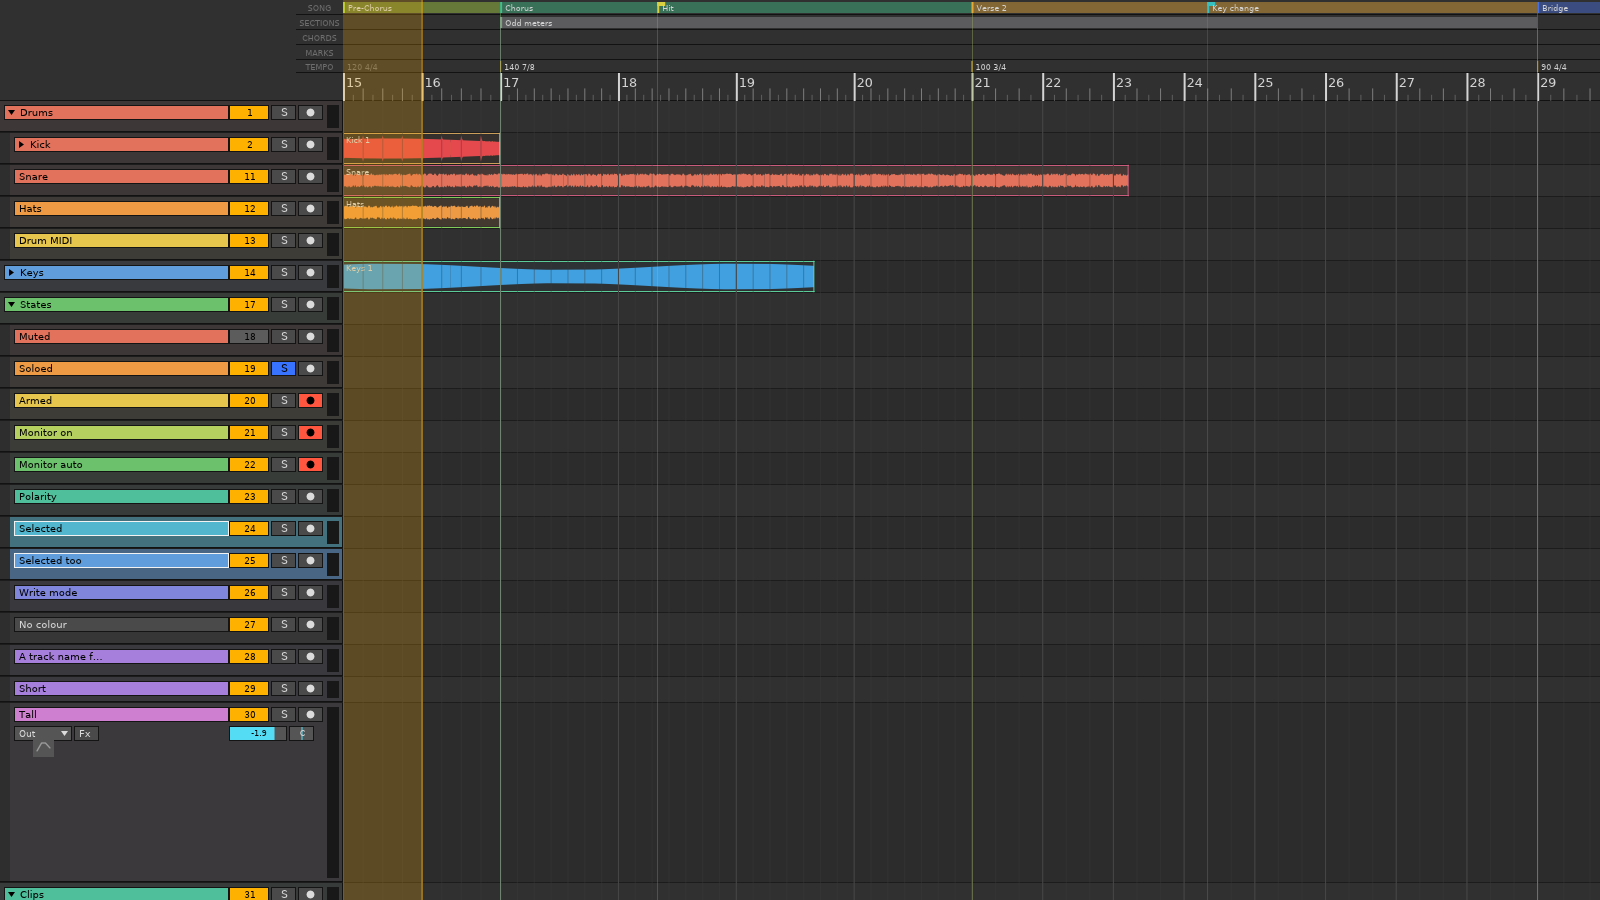 SONG Pre-Chorus Chorus Hit Verse 2 Key change Bridge
SECTIONS Odd meters
CHORDS
MARKS
TEMPO 120 4/4 140 7/8 100 3/4 90 4/4
15 16 17 18 19 20 21 22 23 24 25 26 27 28 29
Drums 1 S
Kick 2 S Kick 1
Snare 11 S Snare
Hats 12 S Hats
Drum MIDI 13 S
Keys 14 S Keys 1
States 17 S
Muted 18 S
Soloed 19 S
Armed 20 S
Monitor on 21 S
Monitor auto 22 S
Polarity 23 S
Selected 24 S
Selected too 25 S
Write mode 26 S
No colour 27 S
A track name f... 28 S
Short 29 S
Tall 30 S
Out Fx -1.9 C
Clips 31 S